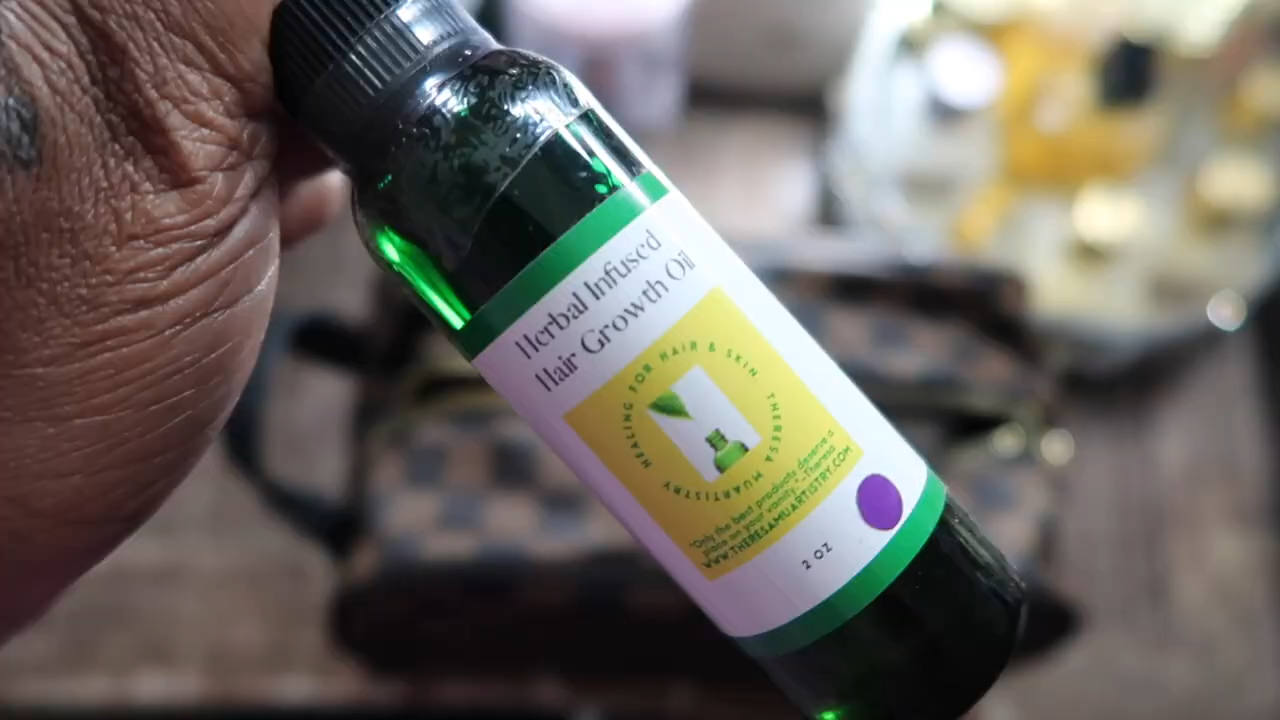 Herbal Infused
Hair Growth Oil
HEALING FOR HAIR & SKIN
THERESA MUARTISTRY
"Only the best products deserve a
place on your vanity." -Theresa
WWW.THERESAMUARTISTRY.COM
2 OZ